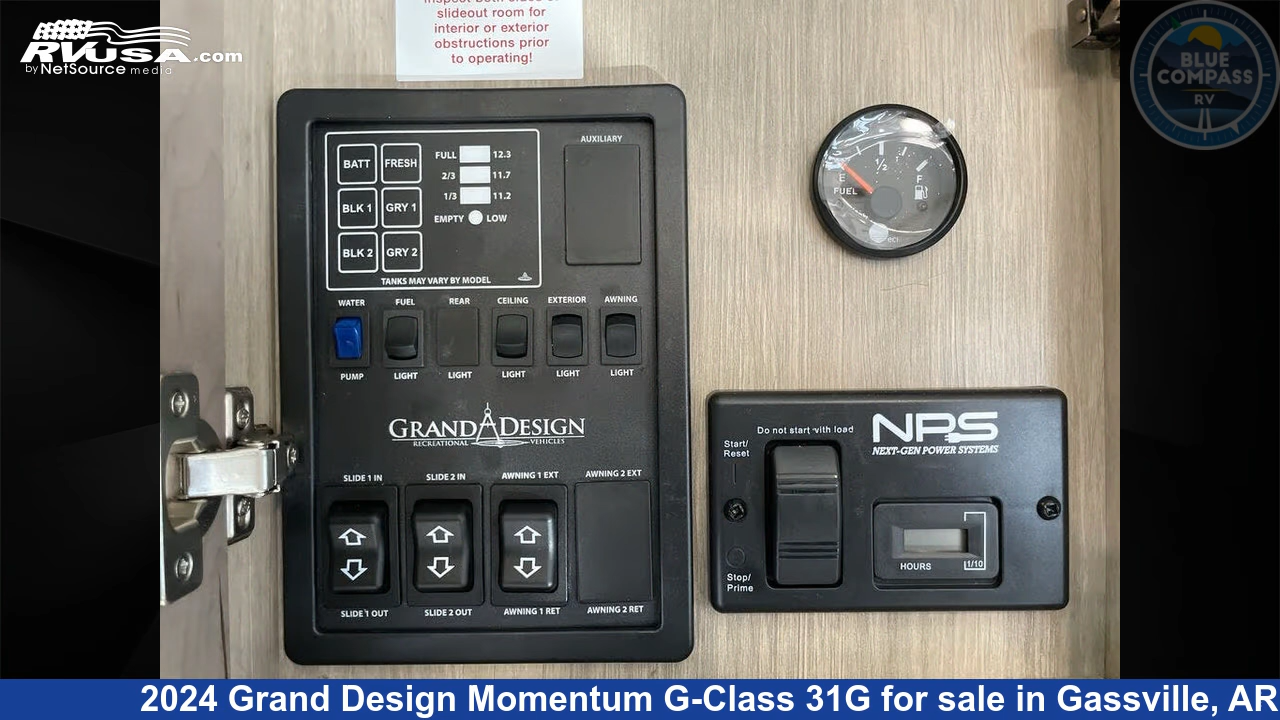 RVUSA.com
by NetSource media
slideout room for
interior or exterior
obstructions prior
to operating!
BLUE
COMPASS
RV
BATT
FRESH
BLK 1
GRY 1
BLK 2
GRY 2
FULL 12.3
2/3 11.7
1/3 11.2
EMPTY LOW
TANKS MAY VARY BY MODEL
AUXILIARY
WATER
PUMP
FUEL
LIGHT
REAR
LIGHT
CEILING
LIGHT
EXTERIOR
LIGHT
AWNING
LIGHT
GRAND DESIGN
RECREATIONAL VEHICLES
SLIDE 1 IN
SLIDE 1 OUT
SLIDE 2 IN
SLIDE 2 OUT
AWNING 1 EXT
AWNING 1 RET
AWNING 2 EXT
AWNING 2 RET
1/2
E
F
FUEL
eci
Do not start with load
Start/
Reset
Stop/
Prime
NPS
NEXT-GEN POWER SYSTEMS
HOURS
1/10
2024 Grand Design Momentum G-Class 31G for sale in Gassville, AR